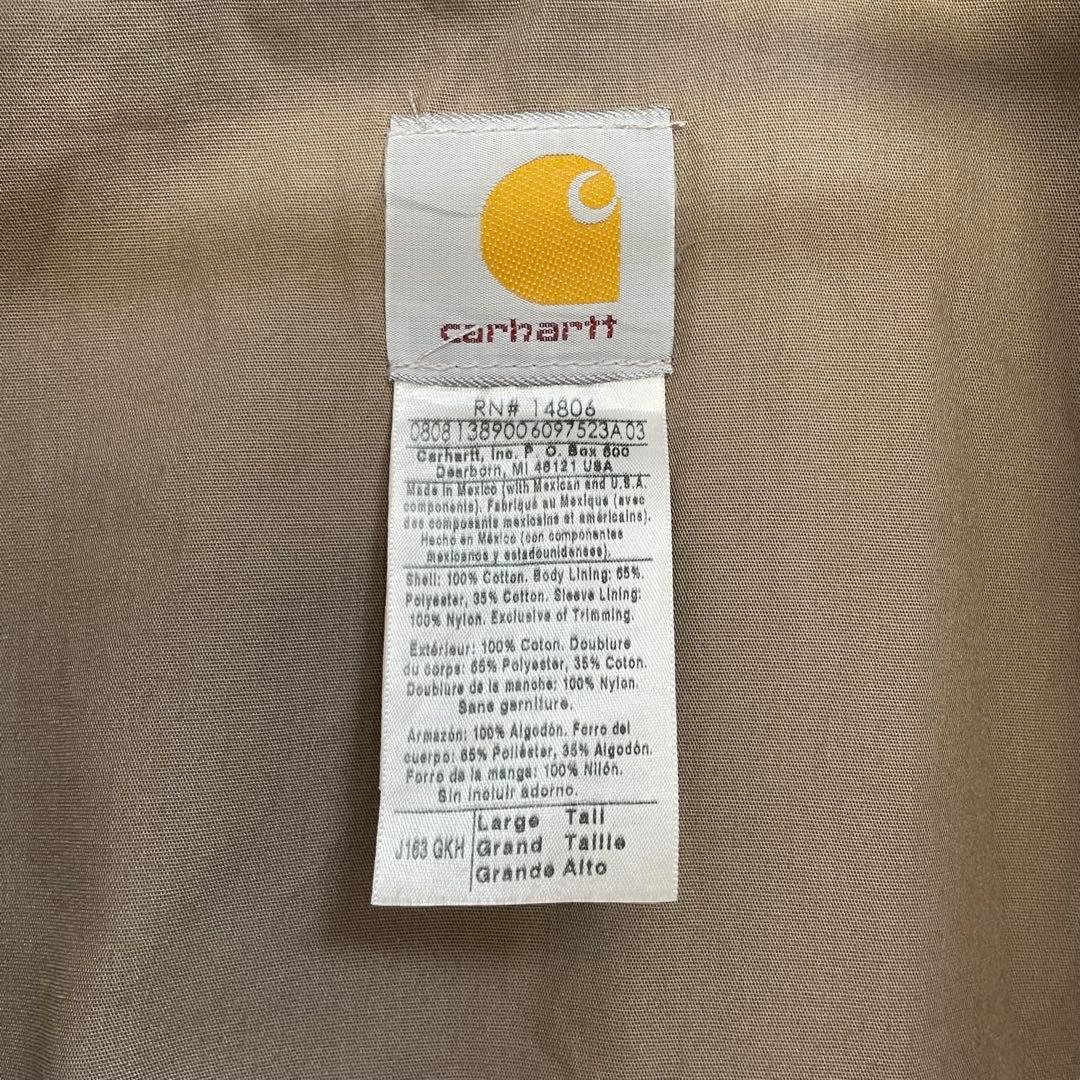 carhartt
RN# 14806
08081389006097523A03
Carhartt, Inc. P. O. Box 600
Dearborn, MI 48121 USA
Made in Mexico (with Mexican and U.S.A.
components). Fabriqué au Mexique (avec
des composants mexicains et américains).
Hecho en México (con componentes
mexicanos y estadounidenses).
Shell: 100% Cotton. Body Lining: 65%.
Polyester, 35% Cotton. Sleeve Lining:
100% Nylon. Exclusive of Trimming.
Extérieur: 100% Coton. Doublure
du corps: 65% Polyester, 35% Coton.
Doublure de la manche: 100% Nylon.
Sans garniture.
Armazón: 100% Algodón. Forro del
cuerpo: 65% Poliéster, 35% Algodón.
Forro de la manga: 100% Nilón.
Sin incluir adorno.
J163 GKH
Large Tall
Grand Taille
Grande Alto